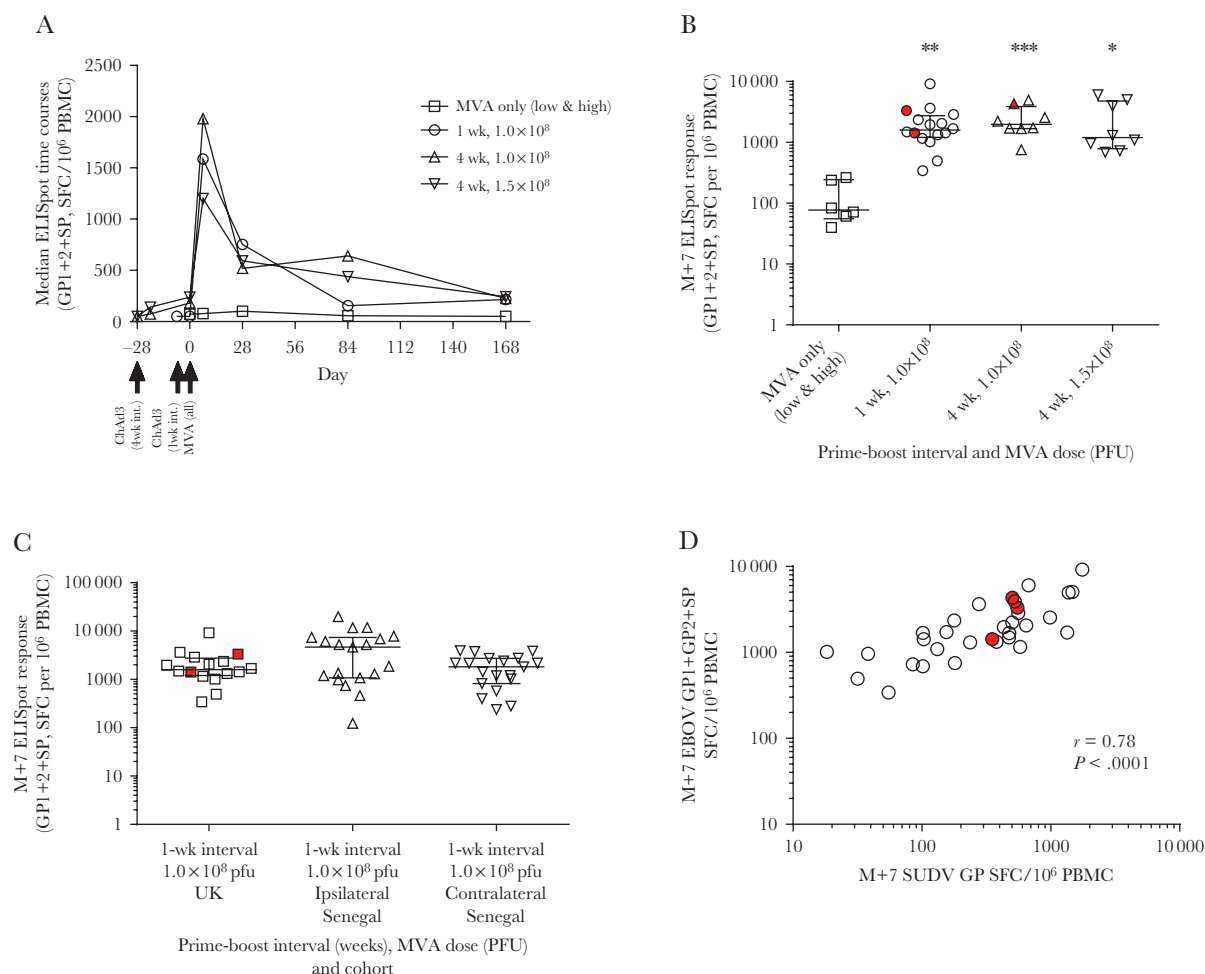 A
Median ELISpot time courses
(GP1+2+SP, SFC/10⁶ PBMC)
2500
2000
1500
1000
500
0
−28
0
28
56
84
112
140
168
Day
MVA only (low & high)
1 wk, 1.0×10⁸
4 wk, 1.0×10⁸
4 wk, 1.5×10⁸
ChAd3
(4wk int.)
ChAd3
(1wk int.)
MVA (all)
B
M+7 ELISpot response
(GP1+2+SP, SFC per 10⁶ PBMC)
** *** *
10 000
1000
100
10
1
MVA only
(low & high)
1 wk, 1.0×10⁸
4 wk, 1.0×10⁸
4 wk, 1.5×10⁸
Prime-boost interval and MVA dose (PFU)
C
M+7 ELISpot response
(GP1+2+SP, SFC per 10⁶ PBMC)
100 000
10 000
1000
100
10
1
1-wk interval
1.0×10⁸ pfu
UK
1-wk interval
1.0×10⁸ pfu
Ipsilateral
Senegal
1-wk interval
1.0×10⁸ pfu
Contralateral
Senegal
Prime-boost interval (weeks), MVA dose (PFU)
and cohort
D
M+7 EBOV GP1+GP2+SP
SFC/10⁶ PBMC
10 000
1000
100
10
r = 0.78
P < .0001
10
100
1000
10 000
M+7 SUDV GP SFC/10⁶ PBMC